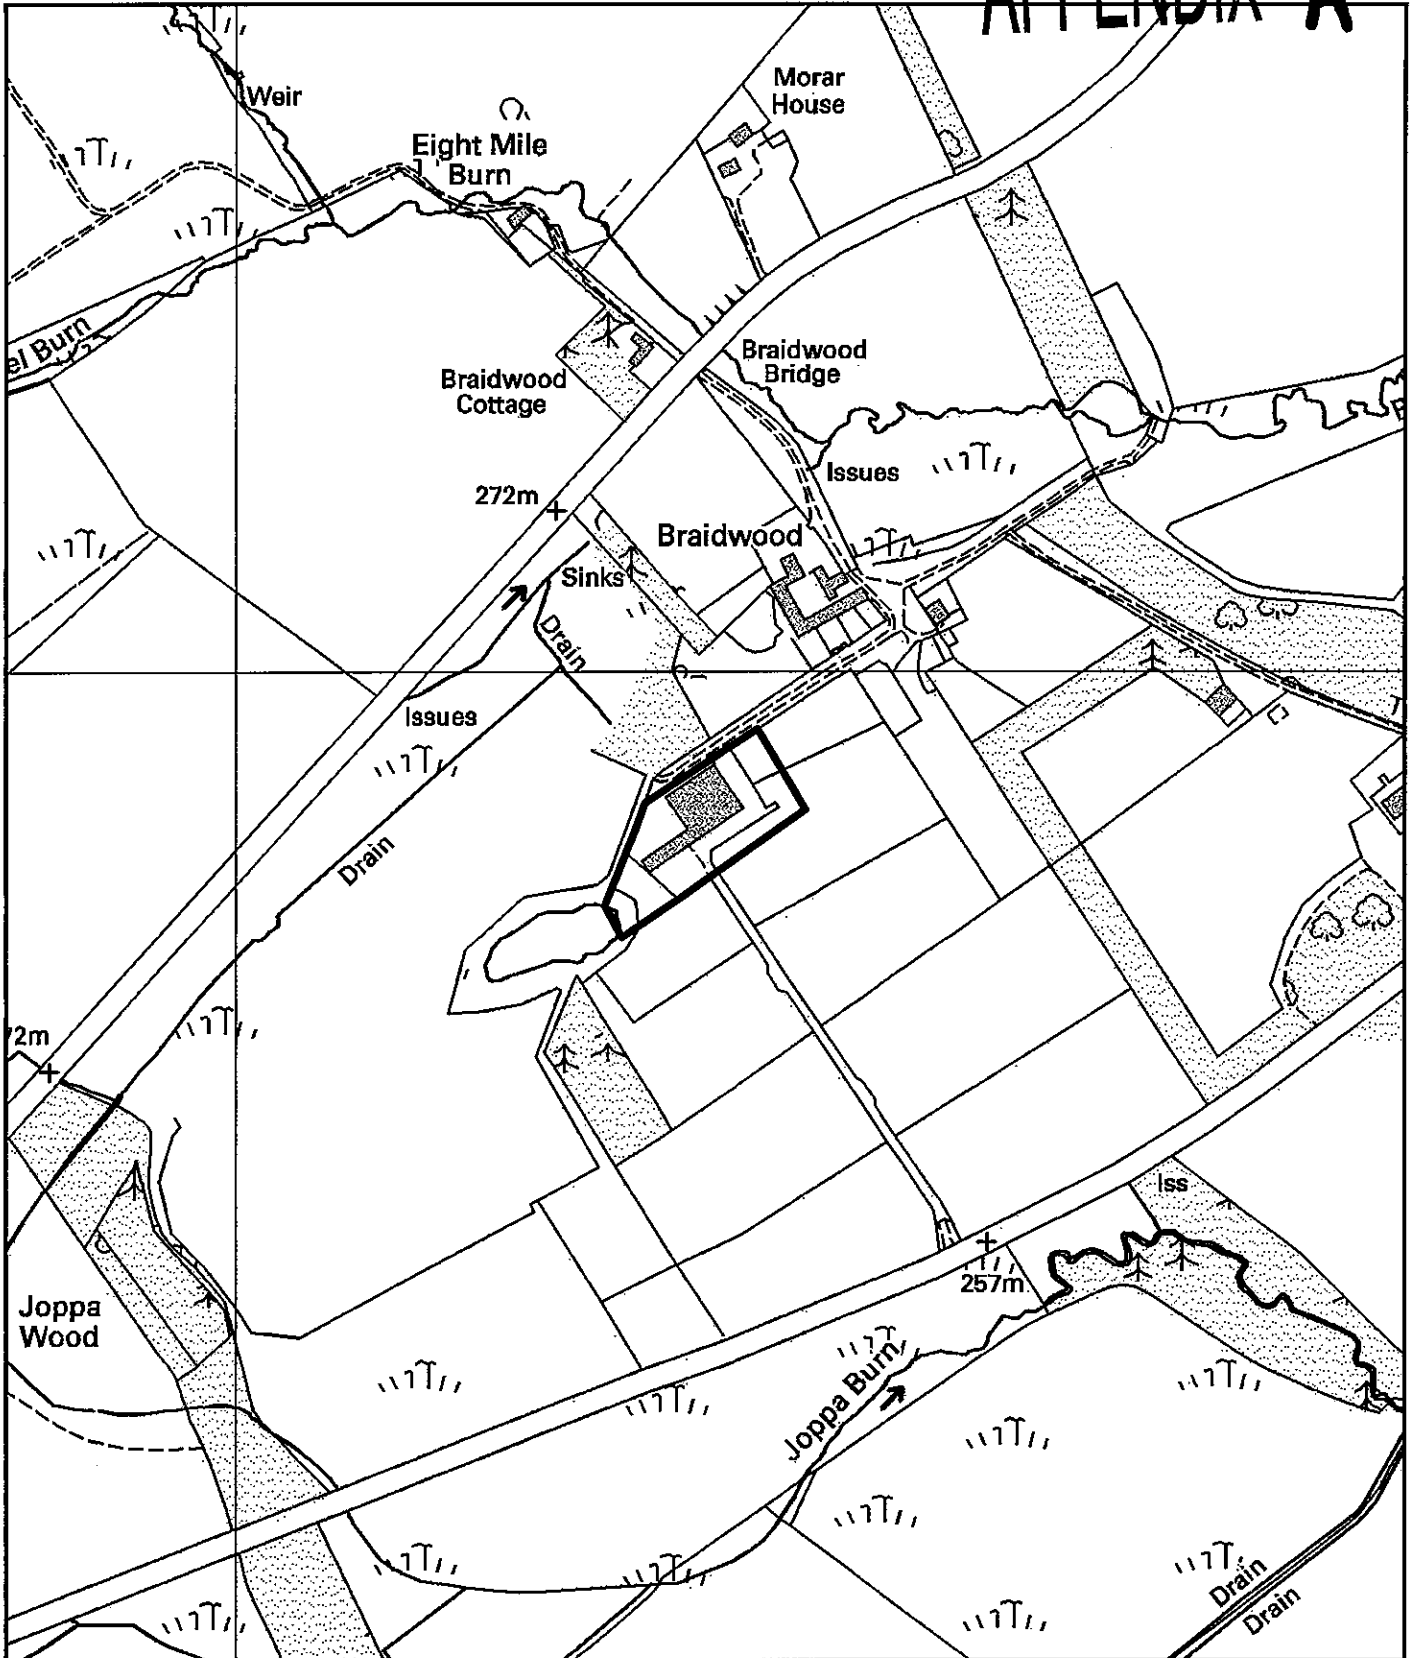 APPENDIX A
Morar
House
Weir
Eight Mile
Burn
el Burn
Braidwood
Bridge
Braidwood
Cottage
Issues
272m
Braidwood
Sinks
Drain
Issues
Drain
72m
Iss
257m
Joppa
Wood
Joppa Burn
Drain
Drain